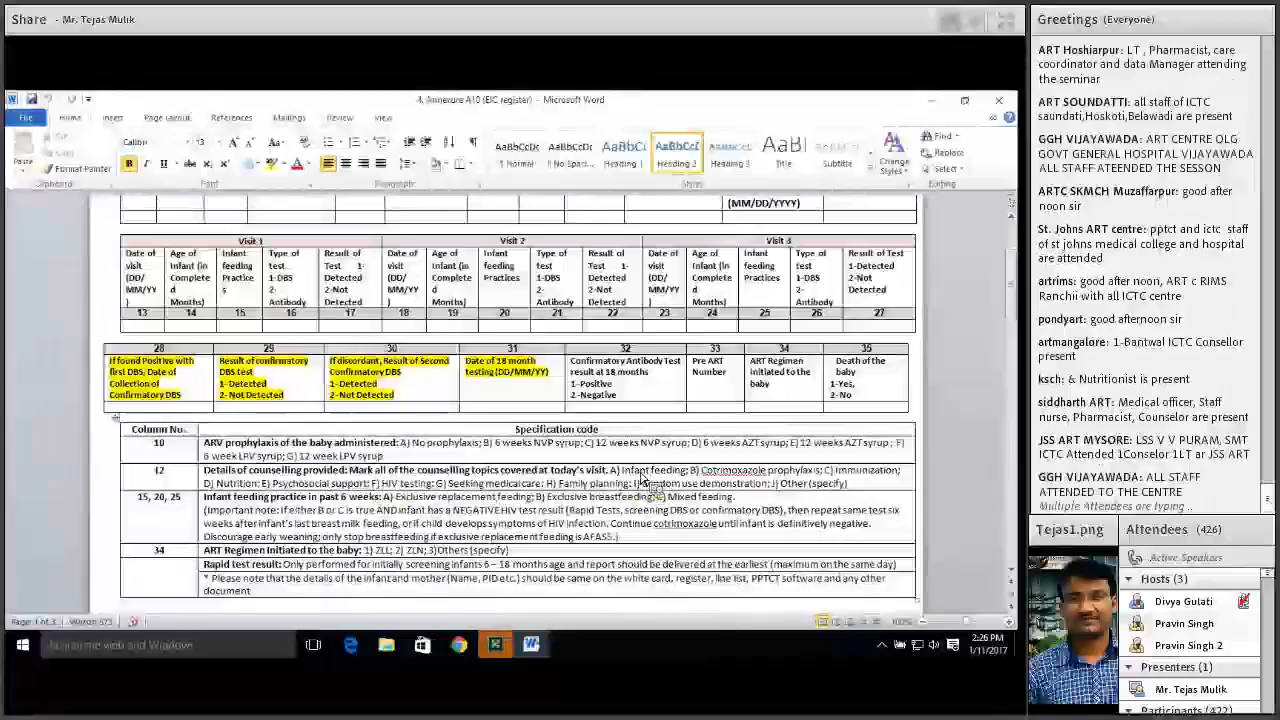 Share - Mr. Tejas Mulik
4. Annexure A10 (EIC register) - Microsoft Word
File Home Insert Page Layout References Mailings Review View
Cut
Copy
Paste
Format Painter
Clipboard
Calibri 13
Font
Paragraph
AaBbCcDc AaBbCcDc AaBbC AaBbCcI AaBbCcD AaB AaBbCcL
Normal No Spaci... Heading 1 Heading 2 Heading 3 Title Subtitle
Styles
Change Styles
Find
Replace
Select
Editing
(MM/DD/YYYY)
Visit 1 Visit 2 Visit 3
Date of visit (DD/MM/YY) Age of Infant (in Completed Months) Infant feeding Practices Type of test 1-DBS 2-Antibody Result of Test 1-Detected 2-Not Detected Date of visit (DD/MM/YY) Age of Infant (in Completed Months) Infant feeding Practices Type of test 1-DBS 2-Antibody Result of Test 1-Detected 2-Not Detected Date of visit (DD/MM/YY) Age of Infant (in Completed Months) Infant feeding Practices Type of test 1-DBS 2-Antibody Result of Test 1-Detected 2-Not Detected
13 14 15 16 17 18 19 20 21 22 23 24 25 26 27
28 29 30 31 32 33 34 35
If found Positive with first DBS, Date of Collection of Confirmatory DBS Result of confirmatory DBS test 1-Detected 2- Not Detected If discordant, Result of Second Confirmatory DBS 1-Detected 2- Not Detected Date of 18 month testing (DD/MM/YY) Confirmatory Antibody Test result at 18 months 1-Positive 2-Negative Pre ART Number ART Regimen initiated to the baby Death of the baby 1-Yes, 2-No
Column No. Specification code
10 ARV prophylaxis of the baby administered: A) No prophylaxis; B) 6 weeks NVP syrup; C) 12 weeks NVP syrup; D) 6 weeks AZT syrup; E) 12 weeks AZT syrup; F)
6 week LPV syrup; G) 12 week LPV syrup
12 Details of counselling provided: Mark all of the counselling topics covered at today's visit. A) Infant feeding; B) Cotrimoxazole prophylaxis; C) Immunization;
D) Nutrition; E) Psychosocial support; F) HIV testing; G) Seeking medical care; H) Family planning; use demonstration; J) Other (specify)
15, 20, 25 Infant feeding practice in past 6 weeks: A) Exclusive replacement feeding; B) Exclusive breastfeeding; C) Mixed feeding.
(Important note: If either B or C is true AND infant has a NEGATIVE HIV test result (Rapid Tests, screening DBS or confirmatory DBS), then repeat same test six
weeks after infant's last breast milk feeding, or if child develops symptoms of HIV infection. Continue cotrimoxazole until infant is definitively negative.
Discourage early weaning; only stop breastfeeding if exclusive replacement feeding is AFASS.)
34 ART Regimen Initiated to the baby: 1) ZLL; 2) ZLN; 3)Others (specify)
Rapid test result: Only performed for initially screening infants 6 – 18 months age and report should be delivered at the earliest (maximum on the same day)
* Please note that the details of the infant and mother (Name, PID etc.) should be same on the white card, register, line list, PPTCT software and any other
document
Page: 1 of 3 Words: 573 100%
me web and Windows
2:26 PM
1/11/2017
Greetings (Everyone)
ART Hoshiarpur: LT , Pharmacist, care
coordinator and data Manager attending
the seminar
ART SOUNDATTI: all staff of ICTC
saundati,Hoskoti,Belawadi are present
GGH VIJAYAWADA: ART CENTRE OLG
GOVT GENERAL HOSPITAL VIJAYAWADA
ALL STAFF ATEENDED THE SESSON
ARTC SKMCH Muzaffarpur: good after
noon sir
St. Johns ART centre: pptct and ictc staff
of st johns medical college and hospital
are attended
artrims: good after noon, ART c RIMS
Ranchii with all ICTC centre
pondyart: good afternoon sir
artmangalore: 1-Bantwal ICTC Consellor
present
ksch: & Nutritionist is present
siddharth ART: Medical officer, Staff
nurse, Pharmacist, Counselor are present
JSS ART MYSORE: LSS V V PURAM, SMT
ICTC Attended 1Conselor 1LT ar JSS ART
GGH VIJAYAWADA: ALL STAFF
ATTENDED TO THE CENTRE
Multiple Attendees are typing...
Tejas1.png
Attendees (426)
Active Speakers
Hosts (3)
Divya Gulati
Pravin Singh
Pravin Singh 2
Presenters (1)
Mr. Tejas Mulik
Participants (422)